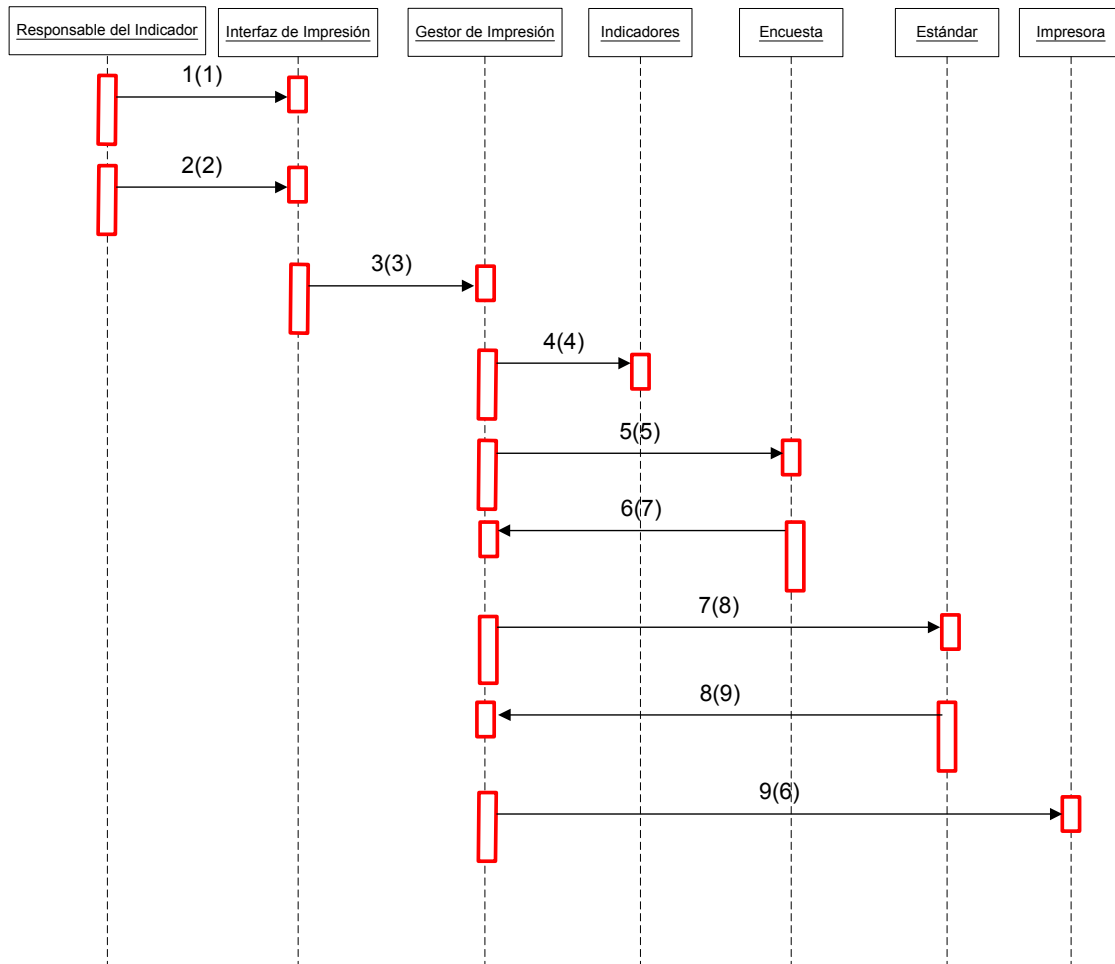 Responsable del Indicador
Interfaz de Impresión
Gestor de Impresión
Indicadores
Encuesta
Estándar
Impresora
1(1)
2(2)
3(3)
4(4)
5(5)
6(7)
7(8)
8(9)
9(6)